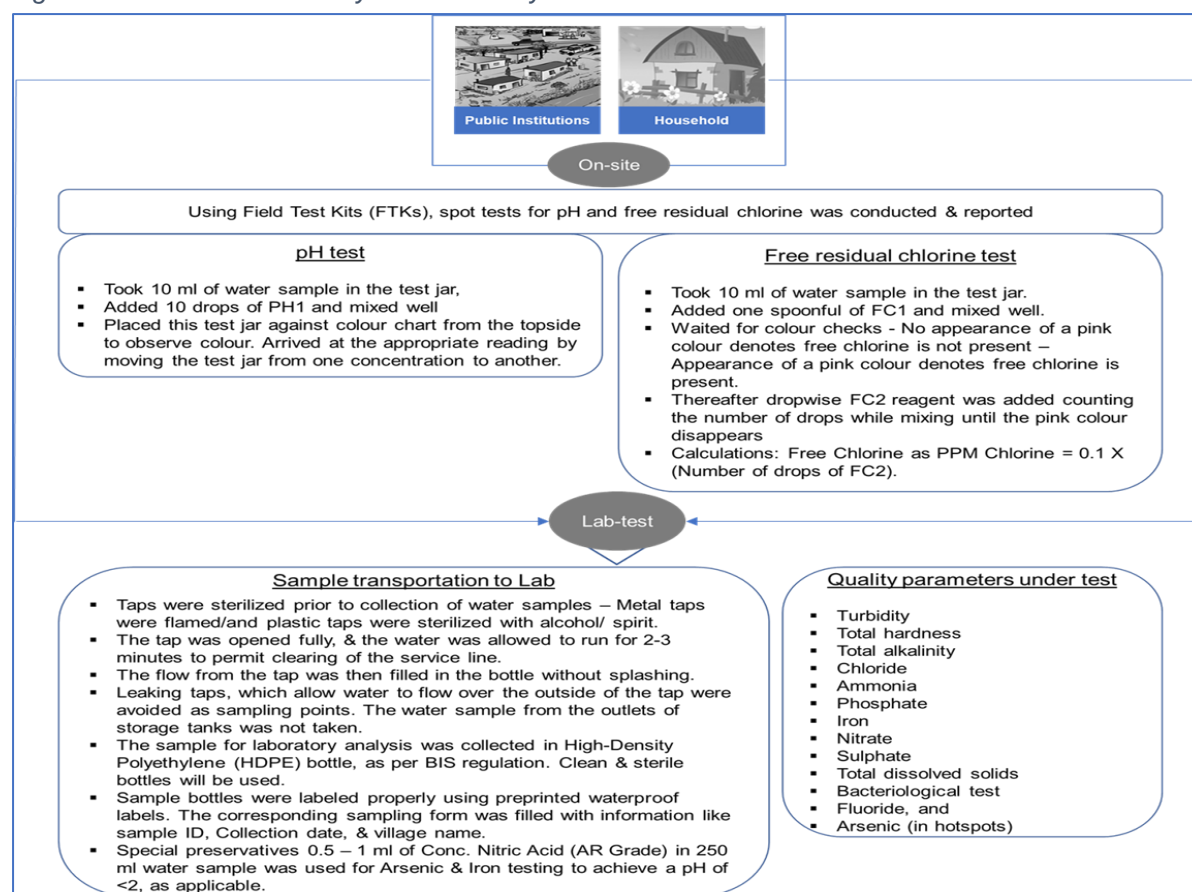 Public Institutions
Household
On-site
Using Field Test Kits (FTKs), spot tests for pH and free residual chlorine was conducted & reported
pH test
▪ Took 10 ml of water sample in the test jar,
▪ Added 10 drops of PH1 and mixed well
▪ Placed this test jar against colour chart from the topside
to observe colour. Arrived at the appropriate reading by
moving the test jar from one concentration to another.
Free residual chlorine test
▪ Took 10 ml of water sample in the test jar.
▪ Added one spoonful of FC1 and mixed well.
▪ Waited for colour checks - No appearance of a pink
colour denotes free chlorine is not present –
Appearance of a pink colour denotes free chlorine is
present.
▪ Thereafter dropwise FC2 reagent was added counting
the number of drops while mixing until the pink colour
disappears
▪ Calculations: Free Chlorine as PPM Chlorine = 0.1 X
(Number of drops of FC2).
Lab-test
Sample transportation to Lab
▪ Taps were sterilized prior to collection of water samples – Metal taps
were flamed/and plastic taps were sterilized with alcohol/ spirit.
▪ The tap was opened fully, & the water was allowed to run for 2-3
minutes to permit clearing of the service line.
▪ The flow from the tap was then filled in the bottle without splashing.
▪ Leaking taps, which allow water to flow over the outside of the tap were
avoided as sampling points. The water sample from the outlets of
storage tanks was not taken.
▪ The sample for laboratory analysis was collected in High-Density
Polyethylene (HDPE) bottle, as per BIS regulation. Clean & sterile
bottles will be used.
▪ Sample bottles were labeled properly using preprinted waterproof
labels. The corresponding sampling form was filled with information like
sample ID, Collection date, & village name.
▪ Special preservatives 0.5 – 1 ml of Conc. Nitric Acid (AR Grade) in 250
ml water sample was used for Arsenic & Iron testing to achieve a pH of
<2, as applicable.
Quality parameters under test
▪ Turbidity
▪ Total hardness
▪ Total alkalinity
▪ Chloride
▪ Ammonia
▪ Phosphate
▪ Iron
▪ Nitrate
▪ Sulphate
▪ Total dissolved solids
▪ Bacteriological test
▪ Fluoride, and
▪ Arsenic (in hotspots)